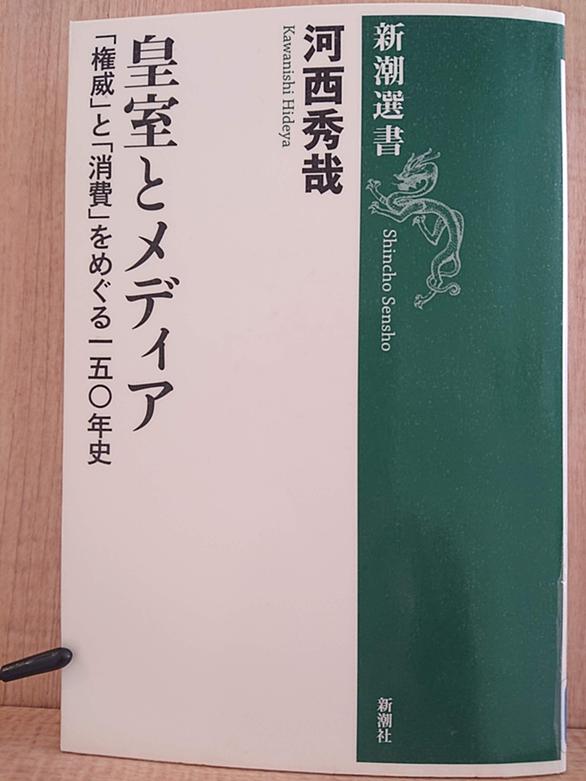 新潮選書
Shincho Sensho
河西秀哉
Kawanishi Hideya
皇室とメディア
「権威」と「消費」をめぐる一五〇年史
新潮社